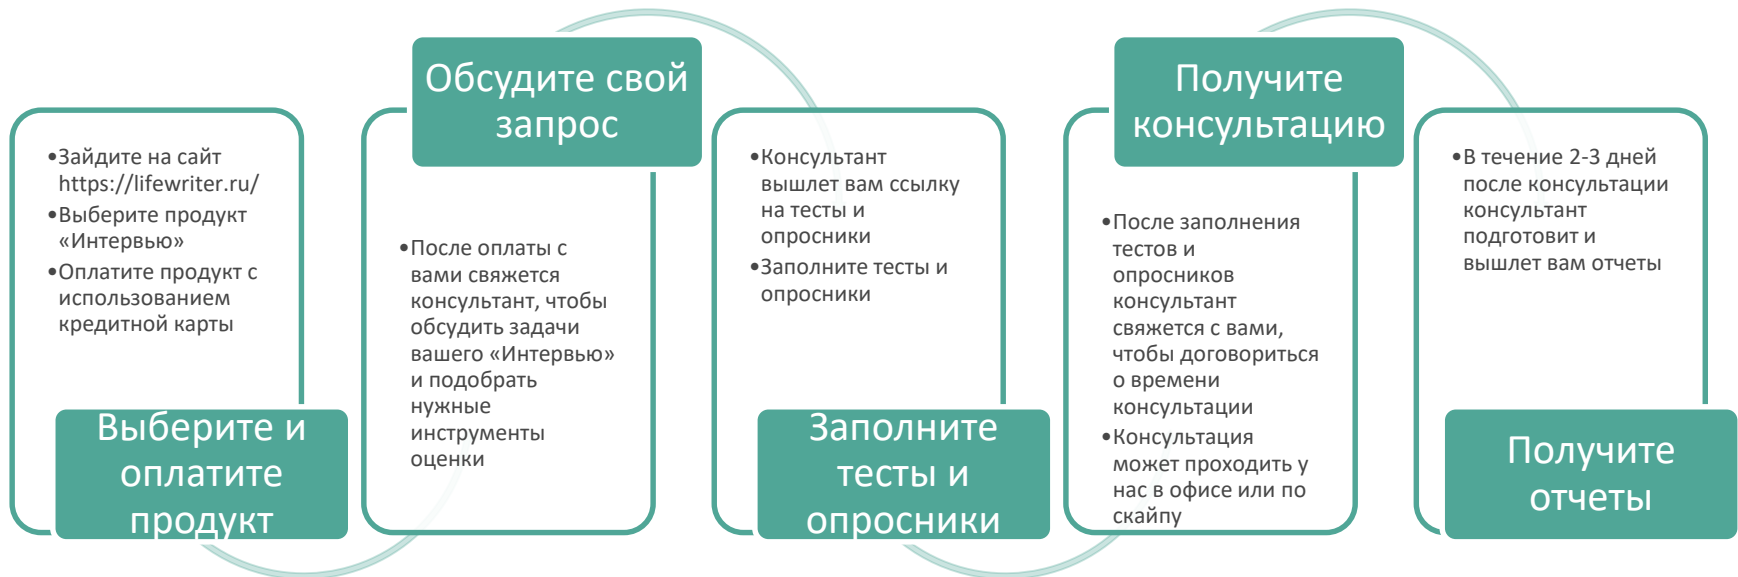 •Зайдите на сайт
https://lifewriter.ru/
•Выберите продукт
«Интервью»
•Оплатите продукт с
использованием
кредитной карты
Выберите и
оплатите
продукт
Обсудите свой
запрос
•После оплаты с
вами свяжется
консультант, чтобы
обсудить задачи
вашего «Интервью»
и подобрать
нужные
инструменты
оценки
•Консультант
вышлет вам ссылку
на тесты и
опросники
•Заполните тесты и
опросники
Заполните
тесты и
опросники
Получите
консультацию
•После заполнения
тестов и
опросников
консультант
свяжется с вами,
чтобы договориться
о времени
консультации
•Консультация
может проходить у
нас в офисе или по
скайпу
•В течение 2-3 дней
после консультации
консультант
подготовит и
вышлет вам отчеты
Получите
отчеты